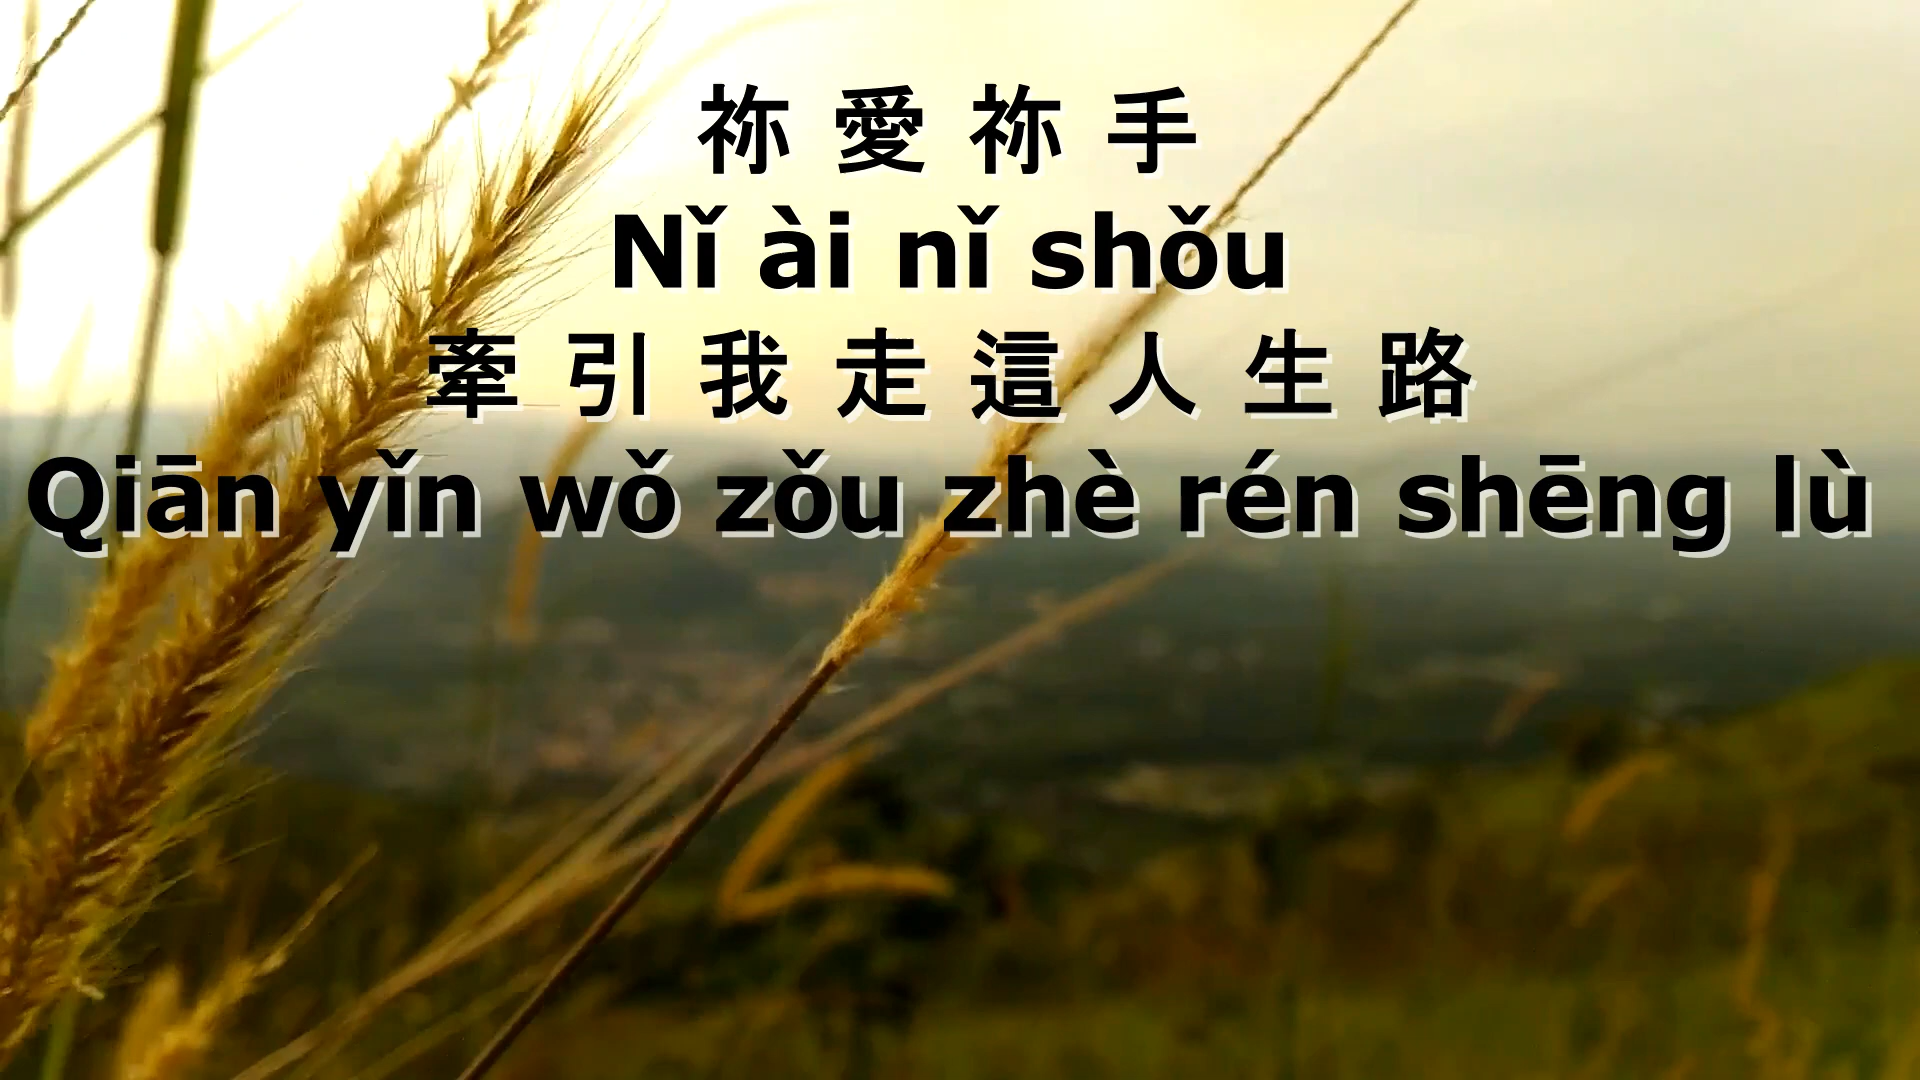 祢 愛 祢 手
Nǐ ài nǐ shǒu
牽 引 我 走 這 人 生 路
Qiān yǐn wǒ zǒu zhè rén shēng lù